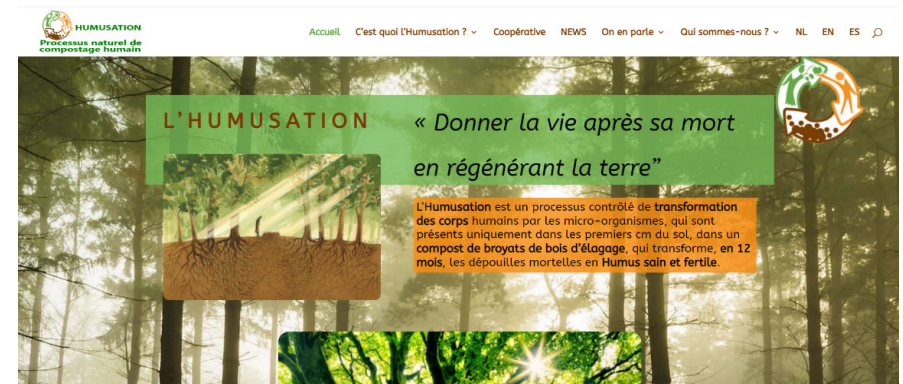 HUMUSATION
Processus naturel de
compostage humain
Accueil C'est quoi l'Humusation ? Coopérative NEWS On en parle Qui sommes-nous ? NL EN ES
L'HUMUSATION
« Donner la vie après sa mort
en régénérant la terre”
L'Humusation est un processus contrôlé de transformation
des corps humains par les micro-organismes, qui sont
présents uniquement dans les premiers cm du sol, dans un
compost de broyats de bois d'élagage, qui transforme, en 12
mois, les dépouilles mortelles en Humus sain et fertile.